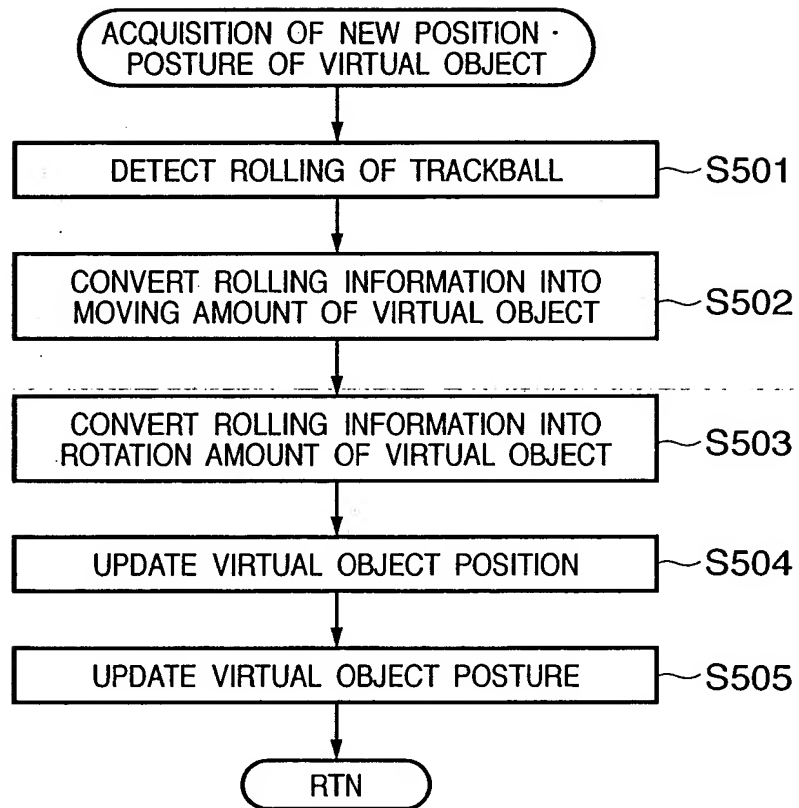 ACQUISITION OF NEW POSITION ·
POSTURE OF VIRTUAL OBJECT
DETECT ROLLING OF TRACKBALL
S501
CONVERT ROLLING INFORMATION INTO
MOVING AMOUNT OF VIRTUAL OBJECT
S502
CONVERT ROLLING INFORMATION INTO
ROTATION AMOUNT OF VIRTUAL OBJECT
S503
UPDATE VIRTUAL OBJECT POSITION
S504
UPDATE VIRTUAL OBJECT POSTURE
S505
RTN